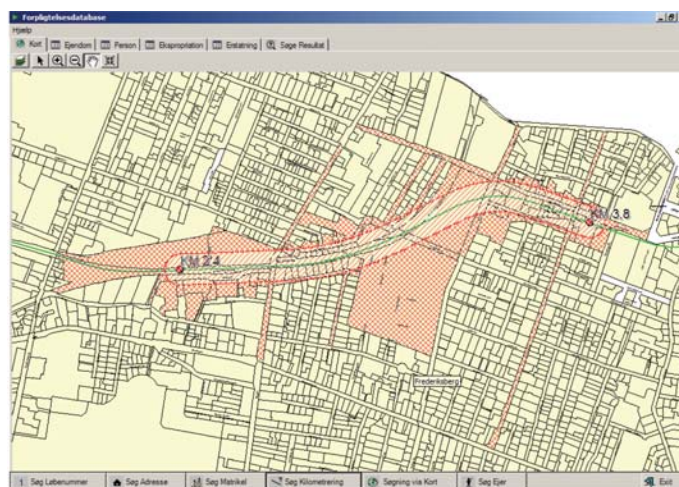 Forpligtelsesdatabase
Hjælp
Kort Ejendom Person Ekspropriation Erstatning Søge Resultat
KM 3,8
KM 2,4
Frederiksberg
Søg Løbenummer Søg Adresse Søg Matrikel Søg Kilometrering Søgning via Kort Søg Ejer Exit